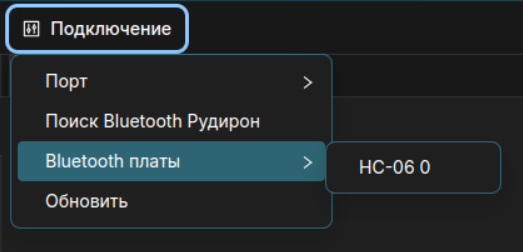 Подключение
Порт
Поиск Bluetooth Рудирон
Bluetooth платы
HC-06 0
Обновить